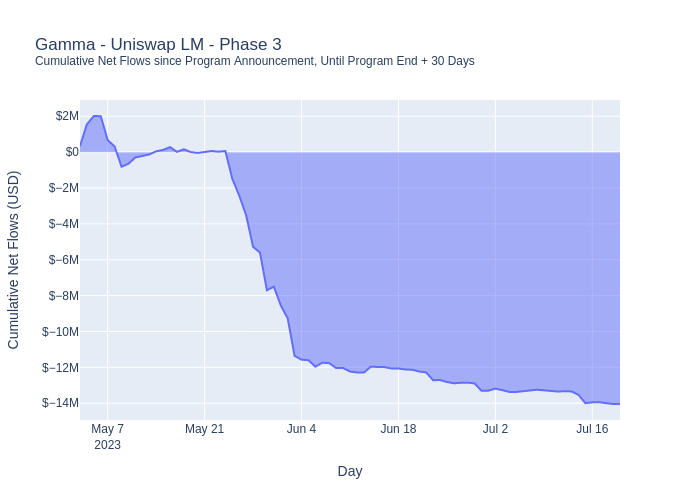 Gamma - Uniswap LM - Phase 3
Cumulative Net Flows since Program Announcement, Until Program End + 30 Days
Cumulative Net Flows (USD)
$2M
$0
$−2M
$−4M
$−6M
$−8M
$−10M
$−12M
$−14M
May 7
2023
May 21
Jun 4
Jun 18
Jul 2
Jul 16
Day